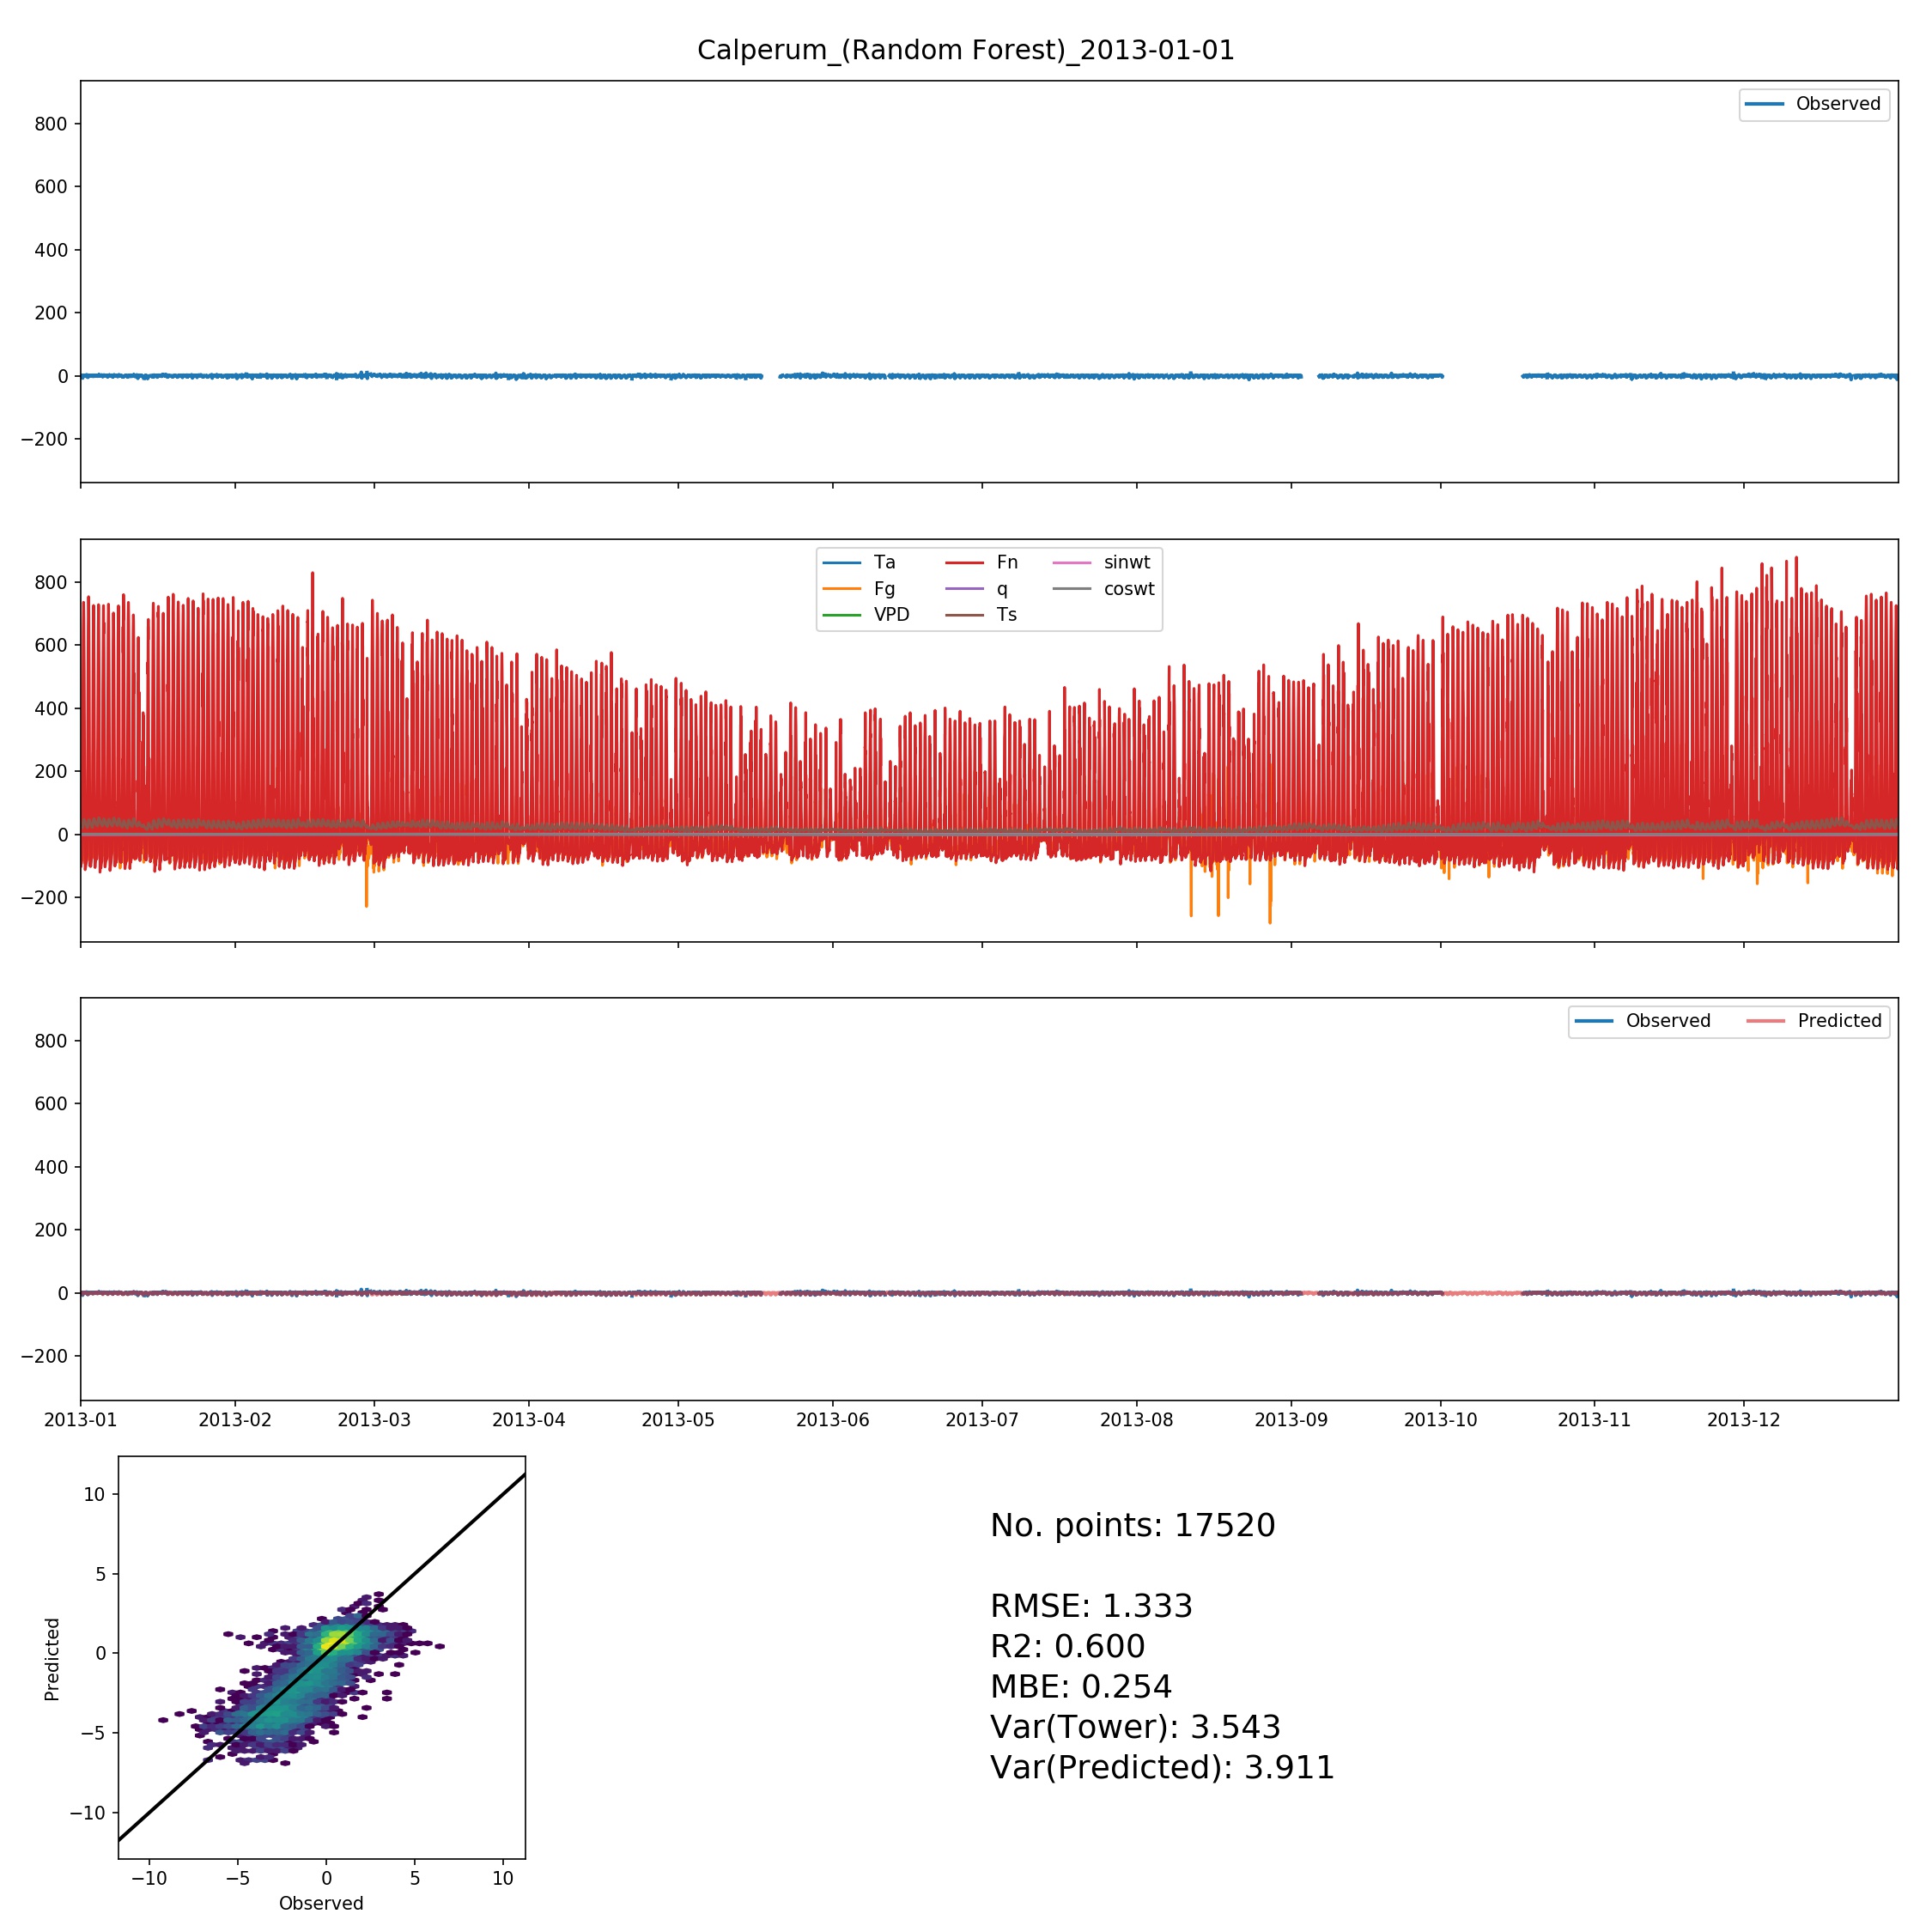 Calperum_(Random Forest)_2013-01-01
Observed
800
600
400
200
0
−200
Ta Fn sinwt
Fg q coswt
VPD Ts
800
600
400
200
0
−200
Observed Predicted
800
600
400
200
0
−200
2013-01 2013-02 2013-03 2013-04 2013-05 2013-06 2013-07 2013-08 2013-09 2013-10 2013-11 2013-12
10
5
0
−5
−10
Predicted
−10 −5 0 5 10
Observed
No. points: 17520
RMSE: 1.333
R2: 0.600
MBE: 0.254
Var(Tower): 3.543
Var(Predicted): 3.911